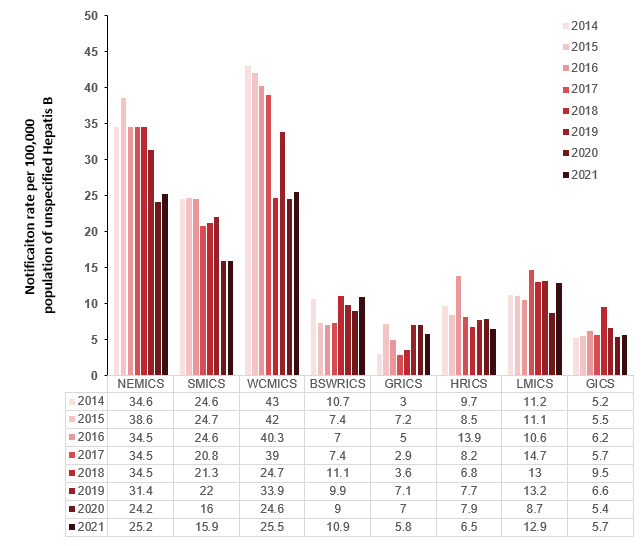 50
45
40
35
30
25
20
15
10
5
0
Notificaiton rate per 100,000
population of unspecified Hepatis B
2014
2015
2016
2017
2018
2019
2020
2021
NEMICS SMICS WCMICS BSWRICS GRICS HRICS LMICS GICS
2014 34.6 24.6 43 10.7 3 9.7 11.2 5.2
2015 38.6 24.7 42 7.4 7.2 8.5 11.1 5.5
2016 34.5 24.6 40.3 7 5 13.9 10.6 6.2
2017 34.5 20.8 39 7.4 2.9 8.2 14.7 5.7
2018 34.5 21.3 24.7 11.1 3.6 6.8 13 9.5
2019 31.4 22 33.9 9.9 7.1 7.7 13.2 6.6
2020 24.2 16 24.6 9 7 7.9 8.7 5.4
2021 25.2 15.9 25.5 10.9 5.8 6.5 12.9 5.7